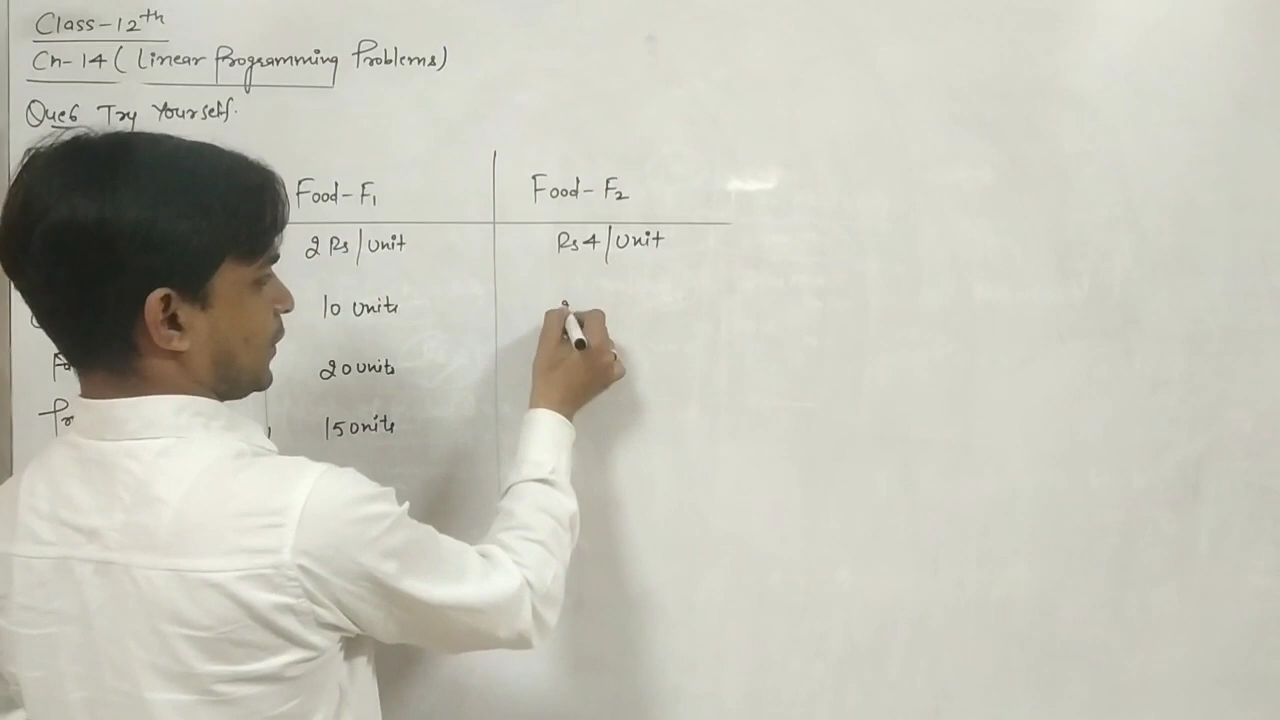 Class-12th
Ch-14 (Linear Programming Problems)
Que6 Try Yourself.
Food-F1 Food-F2
2 Rs/Unit Rs 4/Unit
10 Units
20 Units
15 Units